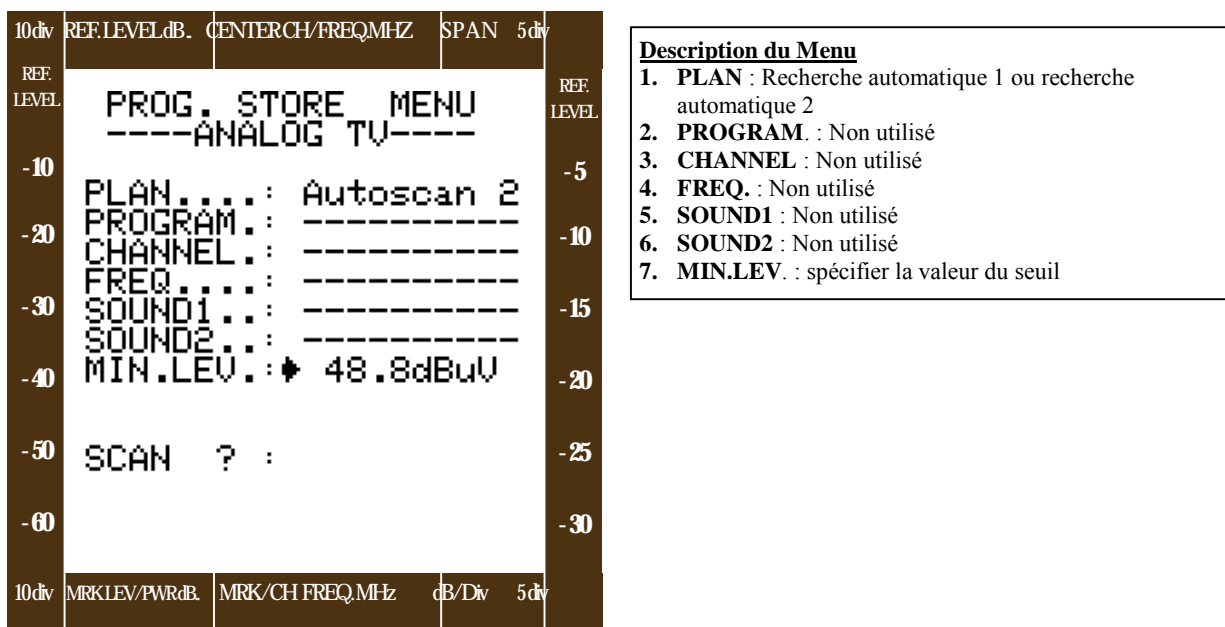 10div REF.LEVELdB. CENTERCH/FREQ.MHZ SPAN 5div
REF.
LEVEL
-10
-20
-30
-40
-50
-60
PROG. STORE MENU
----ANALOG TV----
PLAN....: Autoscan 2
PROGRAM.: ----------
CHANNEL.: ----------
FREQ....: ----------
SOUND1..: ----------
SOUND2..: ----------
MIN.LEV.:♦ 48.8dBuV
SCAN ? :
REF.
LEVEL
-5
-10
-15
-20
-25
-30
10div MRKLEV/PWRdB. MRK/CH FREQ.MHz dB/Div 5div
Description du Menu
1. PLAN : Recherche automatique 1 ou recherche
automatique 2
2. PROGRAM. : Non utilisé
3. CHANNEL : Non utilisé
4. FREQ. : Non utilisé
5. SOUND1 : Non utilisé
6. SOUND2 : Non utilisé
7. MIN.LEV. : spécifier la valeur du seuil